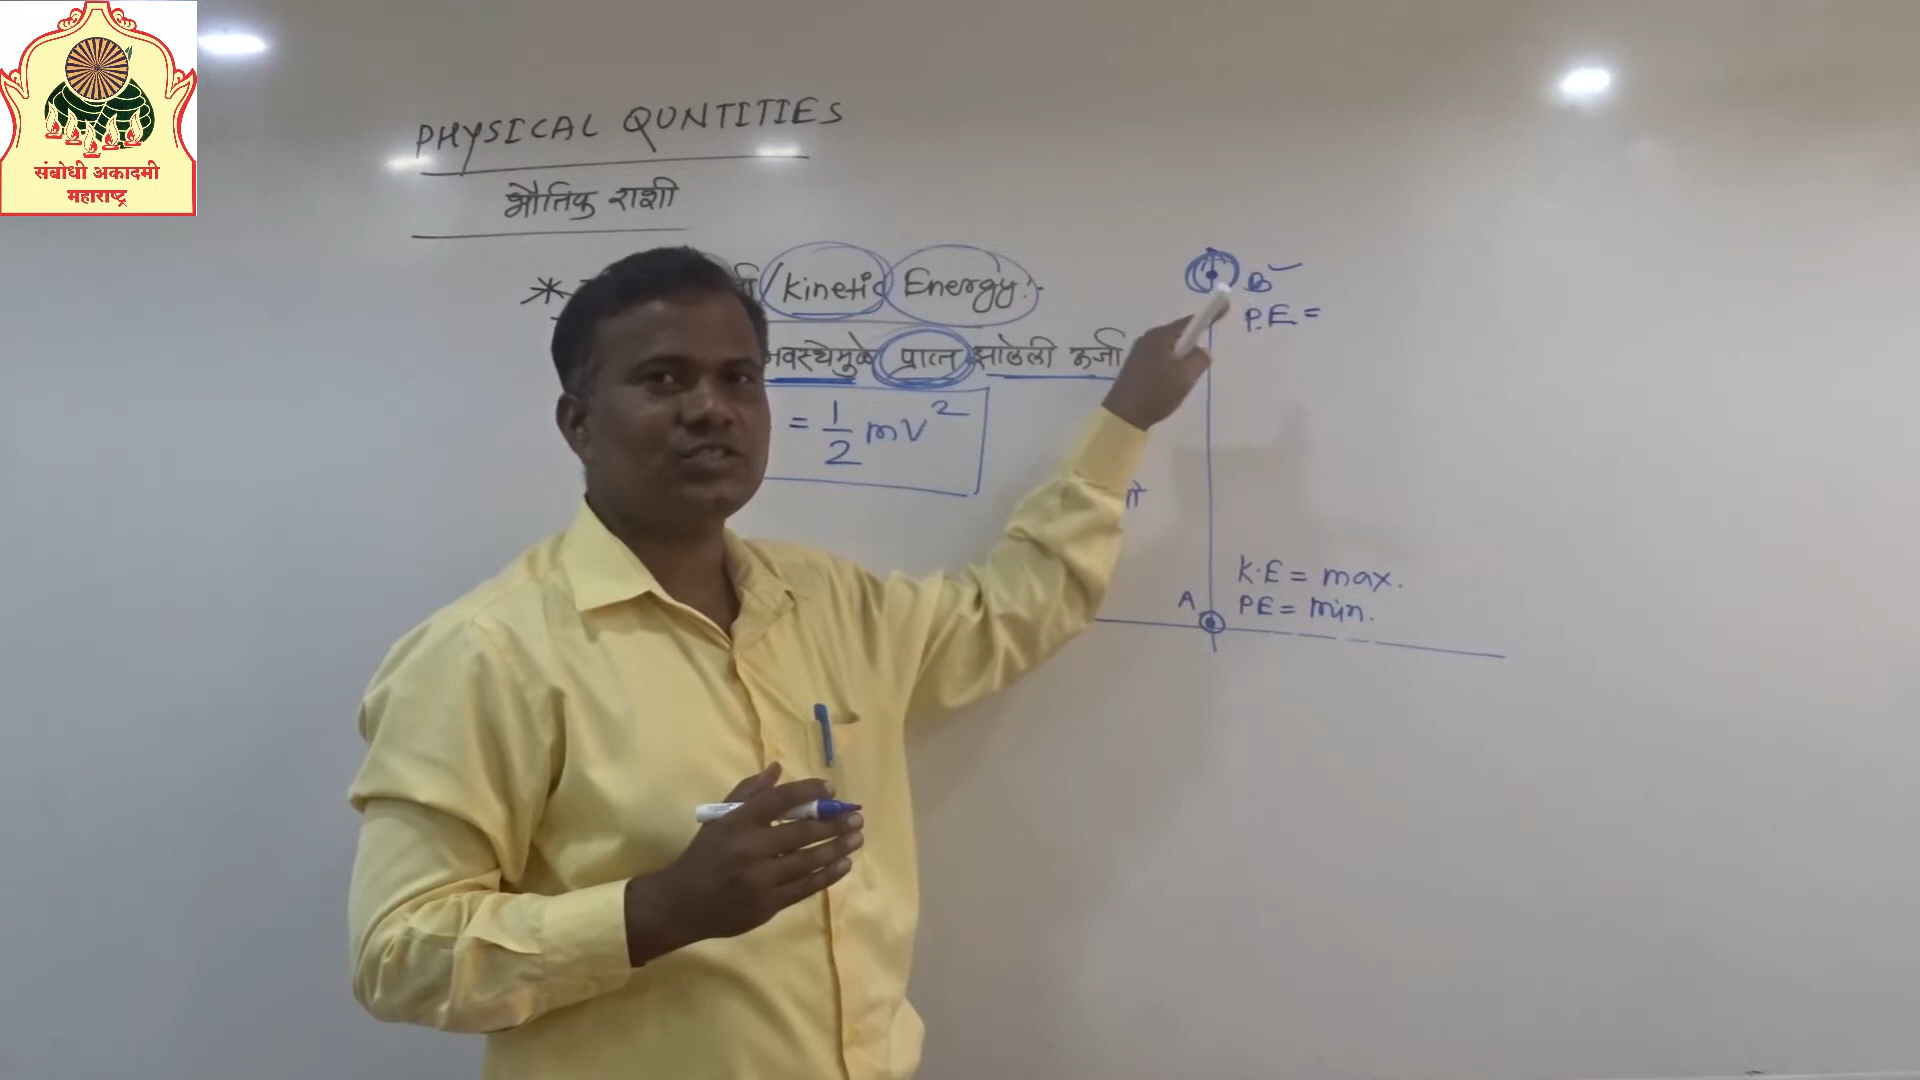 संबोधी अकादमी
महाराष्ट्र
PHYSICAL QUNTITIES
भौतिक राशी
* /kinetic Energy:-
अवस्थेमुळे प्राप्त झालेली ऊर्जा
= 1/2 mv²
B
P.E =
K.E = max.
A PE = min.